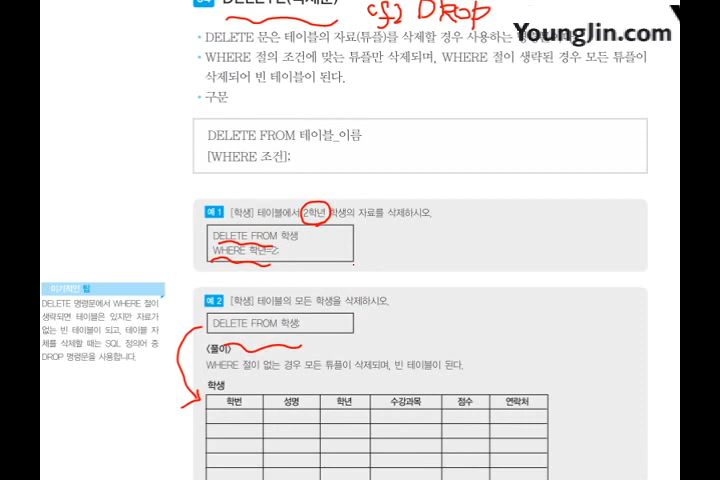 04 DELETE(삭제문) cf) DROP
YoungJin.com
• DELETE 문은 테이블의 자료(튜플)를 삭제할 경우 사용하는
• WHERE 절의 조건에 맞는 튜플만 삭제되며, WHERE 절이 생략된 경우 모든 튜플이
삭제되어 빈 테이블이 된다.
• 구문
DELETE FROM 테이블_이름
[WHERE 조건];
예 1 [학생] 테이블에서 2학년 학생의 자료를 삭제하시오.
DELETE FROM 학생
WHERE 학년=2;
이기적인 팁
DELETE 명령문에서 WHERE 절이
생략되면 테이블은 있지만 자료가
없는 빈 테이블이 되고, 테이블 자
체를 삭제할 때는 SQL 정의어 중
DROP 명령문을 사용합니다.
예 2 [학생] 테이블의 모든 학생을 삭제하시오.
DELETE FROM 학생;
〈풀이〉
WHERE 절이 없는 경우 모든 튜플이 삭제되며, 빈 테이블이 된다.
학생
학번 성명 학년 수강과목 점수 연락처